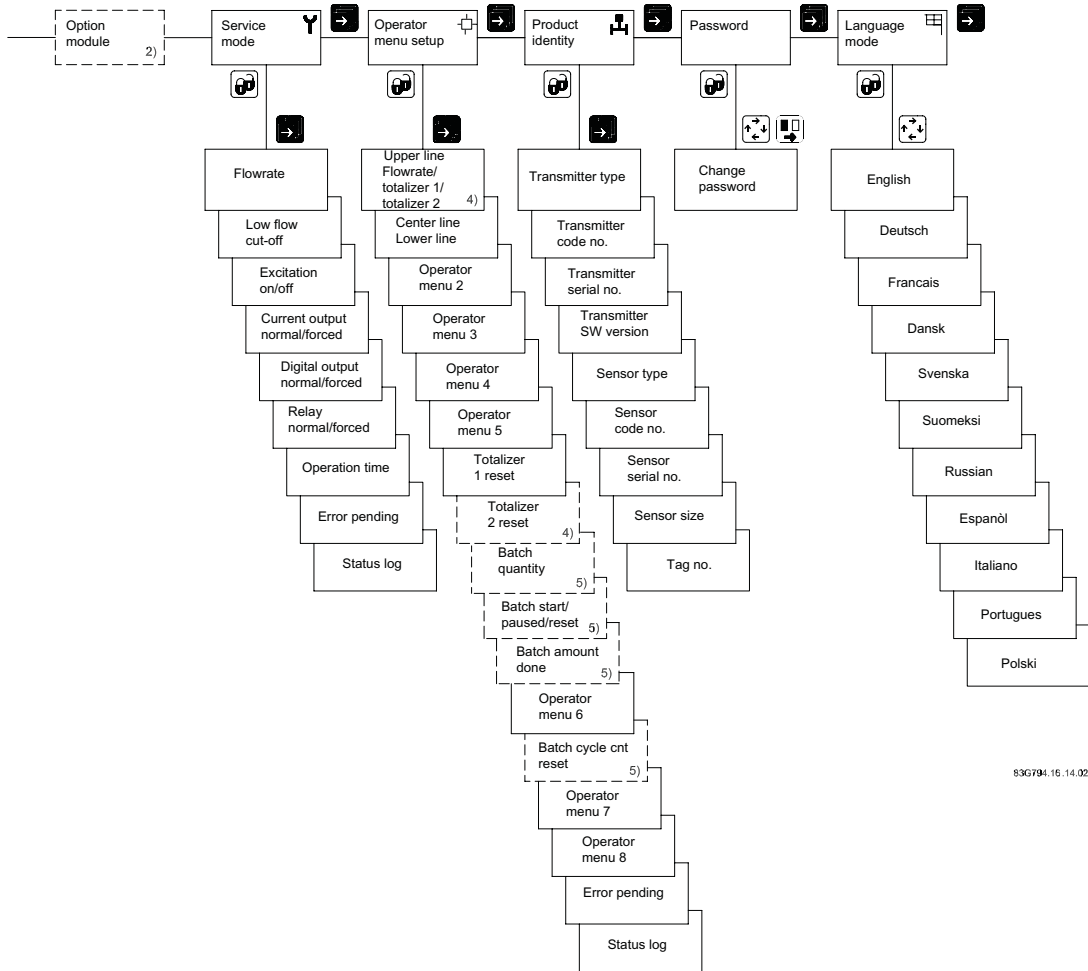 Option
module
2)
Service
mode
Operator
menu setup
Product
identity
Password
Language
mode
Flowrate
Low flow
cut-off
Excitation
on/off
Current output
normal/forced
Digital output
normal/forced
Relay
normal/forced
Operation time
Error pending
Status log
Upper line
Flowrate/
totalizer 1/
totalizer 2
4)
Center line
Lower line
Operator
menu 2
Operator
menu 3
Operator
menu 4
Operator
menu 5
Totalizer
1 reset
Totalizer
2 reset
4)
Batch
quantity
5)
Batch start/
paused/reset
5)
Batch amount
done
5)
Operator
menu 6
Batch cycle cnt
reset
5)
Operator
menu 7
Operator
menu 8
Error pending
Status log
Transmitter type
Transmitter
code no.
Transmitter
serial no.
Transmitter
SW version
Sensor type
Sensor
code no.
Sensor
serial no.
Sensor size
Tag no.
Change
password
English
Deutsch
Francais
Dansk
Svenska
Suomeksi
Russian
Espanòl
Italiano
Portugues
Polski